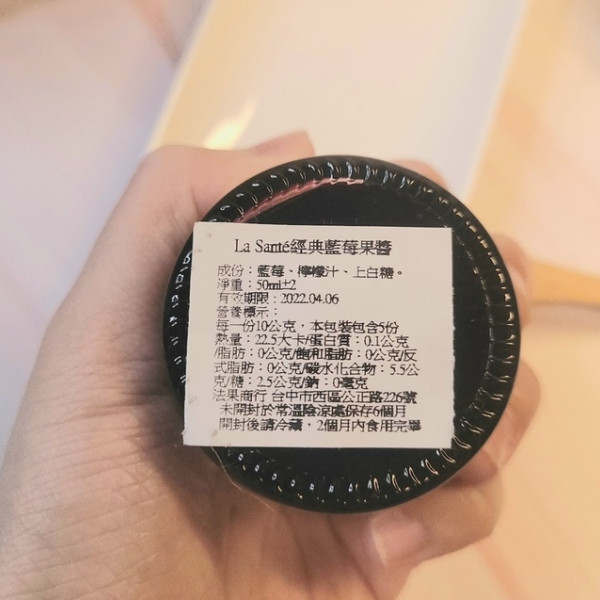 La Santé經典藍莓果醬
成份：藍莓、檸檬汁、上白糖。
淨重：50ml±2
有效期限：2022.04.06
營養標示：
每一份10公克，本包裝包含5份
熱量：22.5大卡/蛋白質：0.1公克
/脂肪：0公克/飽和脂肪：0公克/反
式脂肪：0公克/碳水化合物：5.5公
克/糖：2.5公克/鈉：0毫克
法果商行 台中市西區公正路226號
未開封於常溫陰涼處保存6個月
開封後請冷藏，2個月內食用完畢